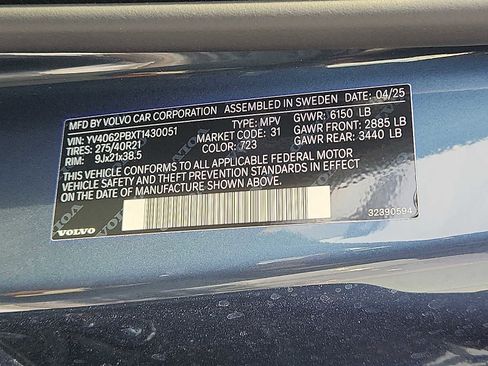 MFD BY VOLVO CAR CORPORATION ASSEMBLED IN SWEDEN DATE: 04/25
VIN: YV4062PBXT1430051 TYPE: MPV GVWR: 6150 LB
TIRES: 275/40R21 MARKET CODE: 31 GAWR FRONT: 2885 LB
RIM: 9Jx21x38.5 COLOR: 723 GAWR REAR: 3440 LB
THIS VEHICLE CONFORMS TO ALL APPLICABLE FEDERAL MOTOR
VEHICLE SAFETY AND THEFT PREVENTION STANDARDS IN EFFECT
ON THE DATE OF MANUFACTURE SHOWN ABOVE.
VOLVO 32390594